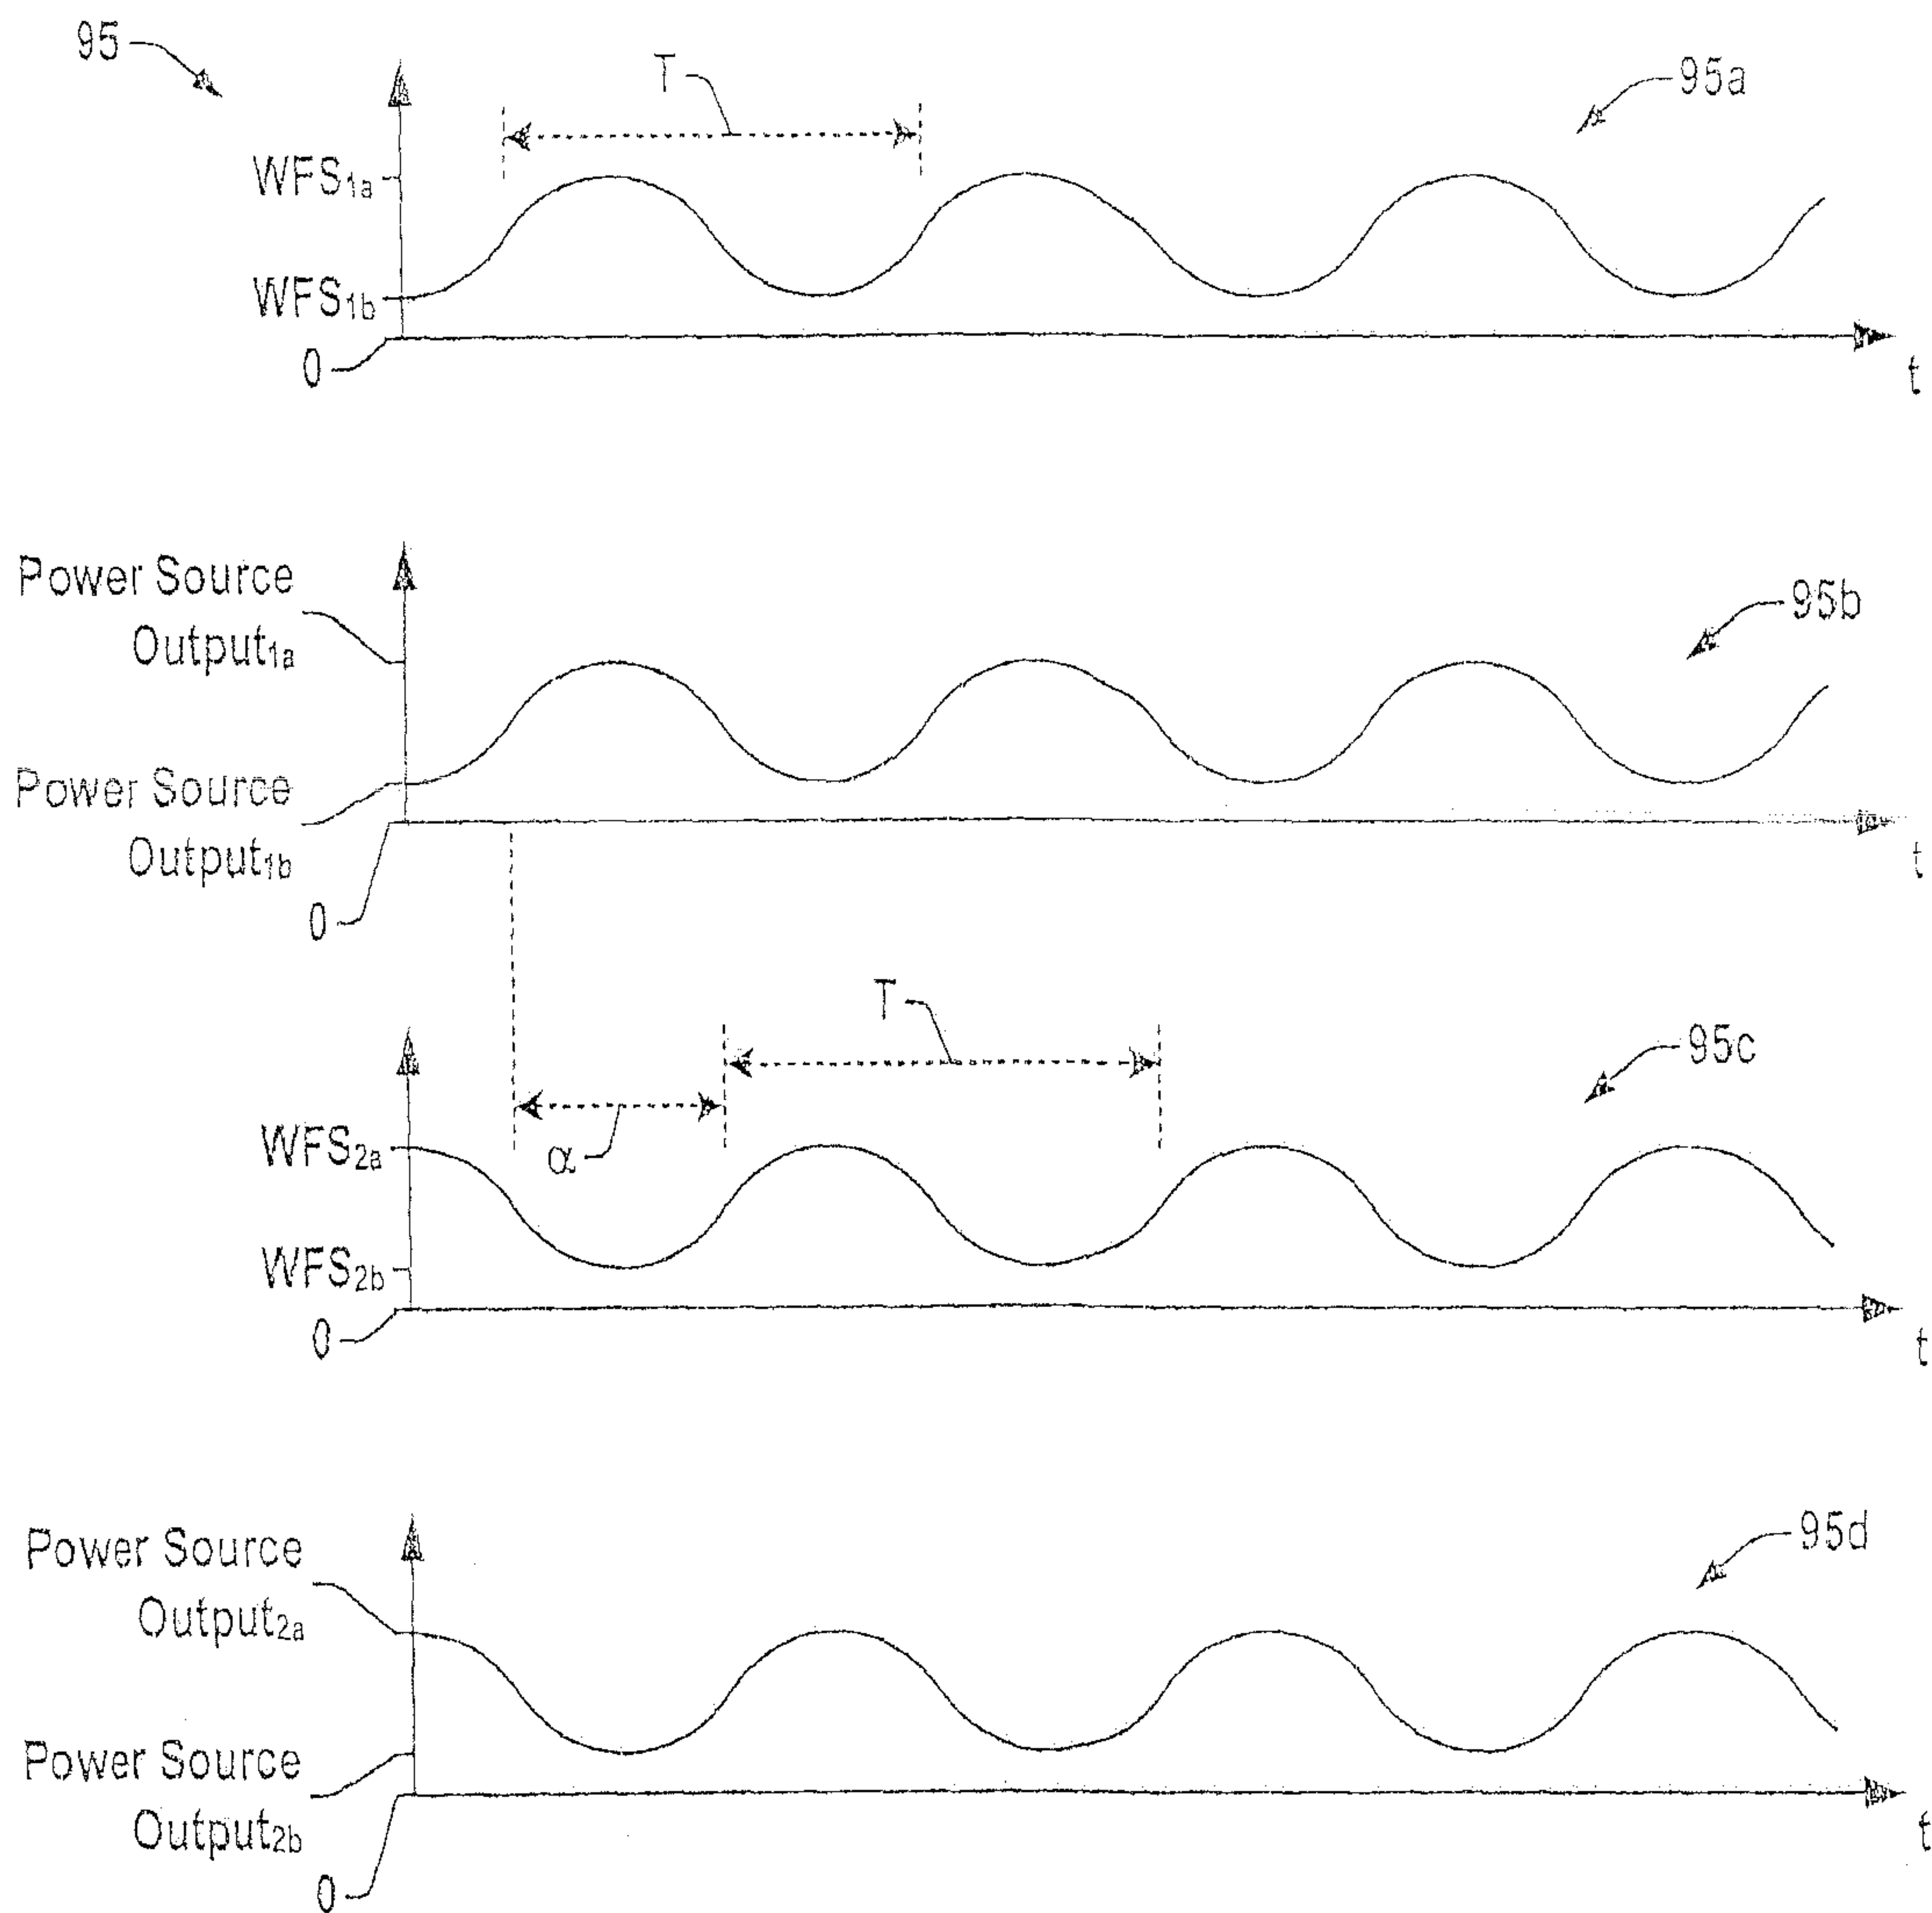 95
T
95a
WFS1a
WFS1b
0
t
Power Source
Output1a
95b
Power Source
Output1b
0
t
T
95c
α
WFS2a
WFS2b
0
t
Power Source
Output2a
95d
Power Source
Output2b
0
t